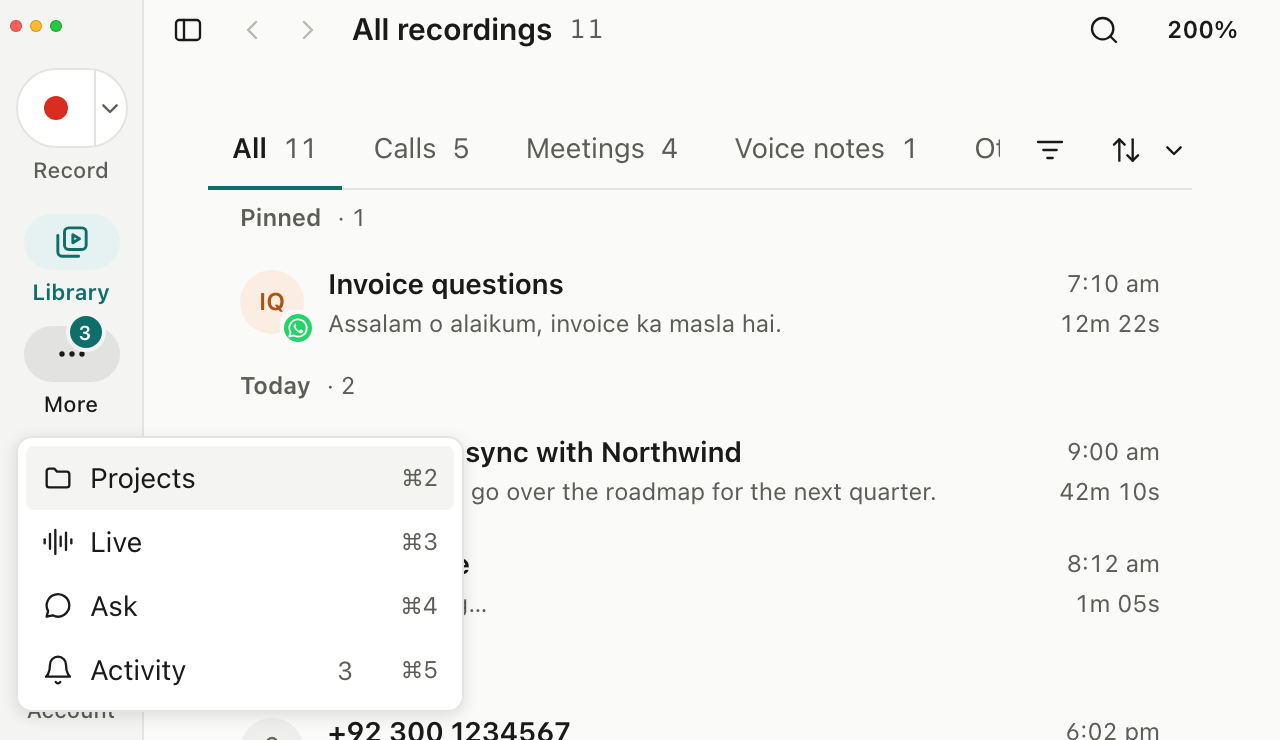 All recordings 11
200%
Record
Library
3
More
All 11
Calls 5
Meetings 4
Voice notes 1
Pinned · 1
IQ
Invoice questions
7:10 am
Assalam o alaikum, invoice ka masla hai.
12m 22s
Today · 2
sync with Northwind
9:00 am
go over the roadmap for the next quarter.
42m 10s
8:12 am
1m 05s
Projects ⌘2
Live ⌘3
Ask ⌘4
Activity 3 ⌘5
Account
+92 300 1234567
6:02 pm